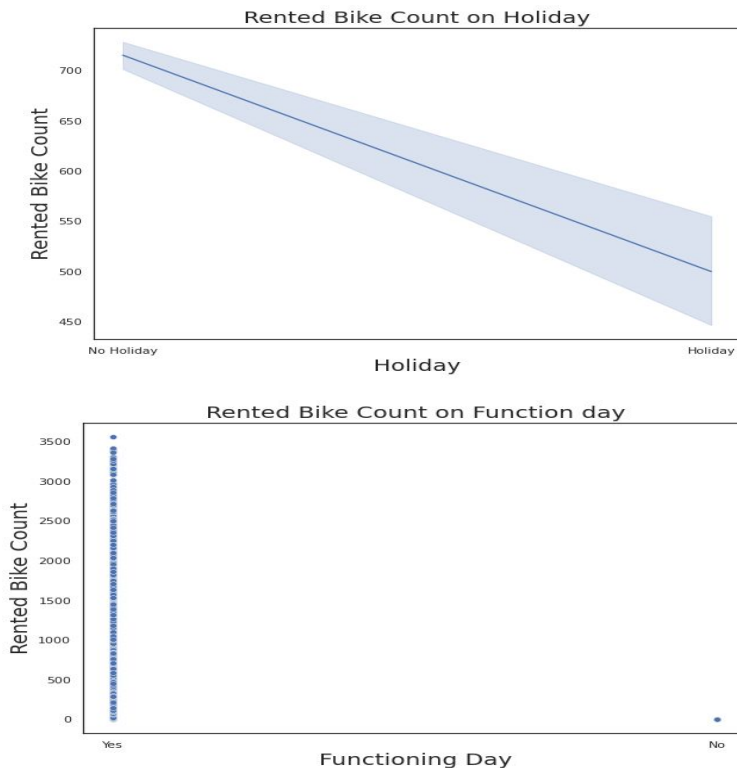 Rented Bike Count on Holiday
700
650
600
550
500
450
Rented Bike Count
No Holiday
Holiday
Holiday
Rented Bike Count on Function day
3500
3000
2500
2000
1500
1000
500
0
Rented Bike Count
Yes
No
Functioning Day